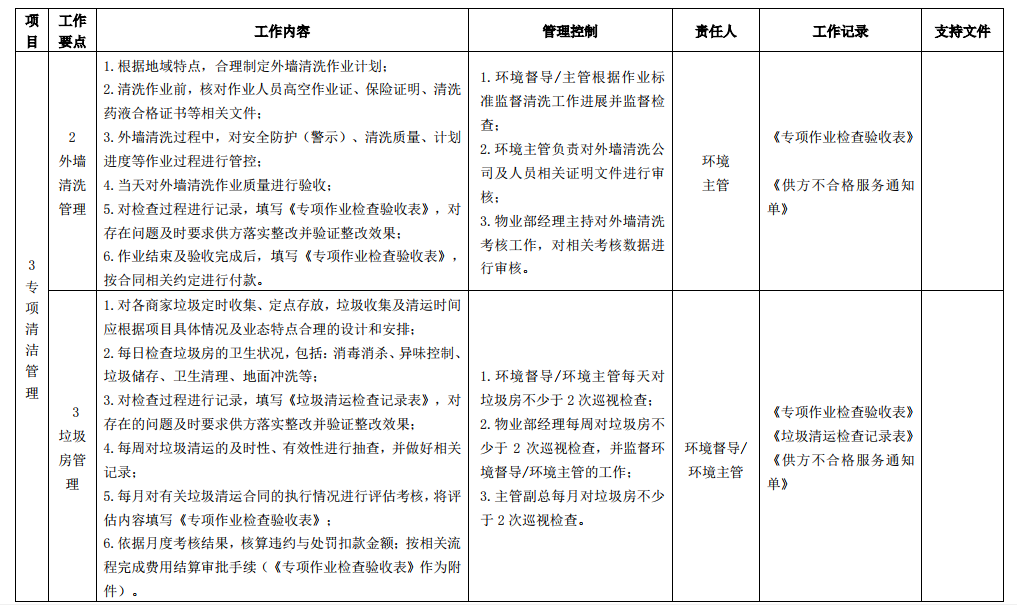 项目
工作要点
工作内容
管理控制
责任人
工作记录
支持文件
3
专项清洁管理
2
外墙
清洗
管理
1.根据地域特点，合理制定外墙清洗作业计划；
2.清洗作业前，核对作业人员高空作业证、保险证明、清洗
药液合格证书等相关文件；
3.外墙清洗过程中，对安全防护（警示）、清洗质量、计划
进度等作业过程进行管控；
4.当天对外墙清洗作业质量进行验收；
5.对检查过程进行记录，填写《专项作业检查验收表》，对
存在问题及时要求供方落实整改并验证整改效果；
6.作业结束及验收完成后，填写《专项作业检查验收表》，
按合同相关约定进行付款。
1.环境督导/主管根据作业标
准监督清洗工作进展并监督检
查；
2.环境主管负责对外墙清洗公
司及人员相关证明文件进行审
核；
3.物业部经理主持对外墙清洗
考核工作，对相关考核数据进
行审核。
环境
主管
《专项作业检查验收表》
《供方不合格服务通知
单》
3
垃圾
房管
理
1.对各商家垃圾定时收集、定点存放，垃圾收集及清运时间
应根据项目具体情况及业态特点合理的设计和安排；
2.每日检查垃圾房的卫生状况，包括：消毒消杀、异味控制、
垃圾储存、卫生清理、地面冲洗等；
3.对检查过程进行记录，填写《垃圾清运检查记录表》，对
存在的问题及时要求供方落实整改并验证整改效果；
4.每周对垃圾清运的及时性、有效性进行抽查，并做好相关
记录；
5.每月对有关垃圾清运合同的执行情况进行评估考核，将评
估内容填写《专项作业检查验收表》；
6.依据月度考核结果，核算违约与处罚扣款金额；按相关流
程完成费用结算审批手续（《专项作业检查验收表》作为附
件）。
1.环境督导/环境主管每天对
垃圾房不少于2次巡视检查；
2.物业部经理每周对垃圾房不
少于 2 次巡视检查，并监督环
境督导/环境主管的工作；
3.主管副总每月对垃圾房不少
于 2 次巡视检查。
环境督导/
环境主管
《专项作业检查验收表》
《垃圾清运检查记录表》
《供方不合格服务通知
单》